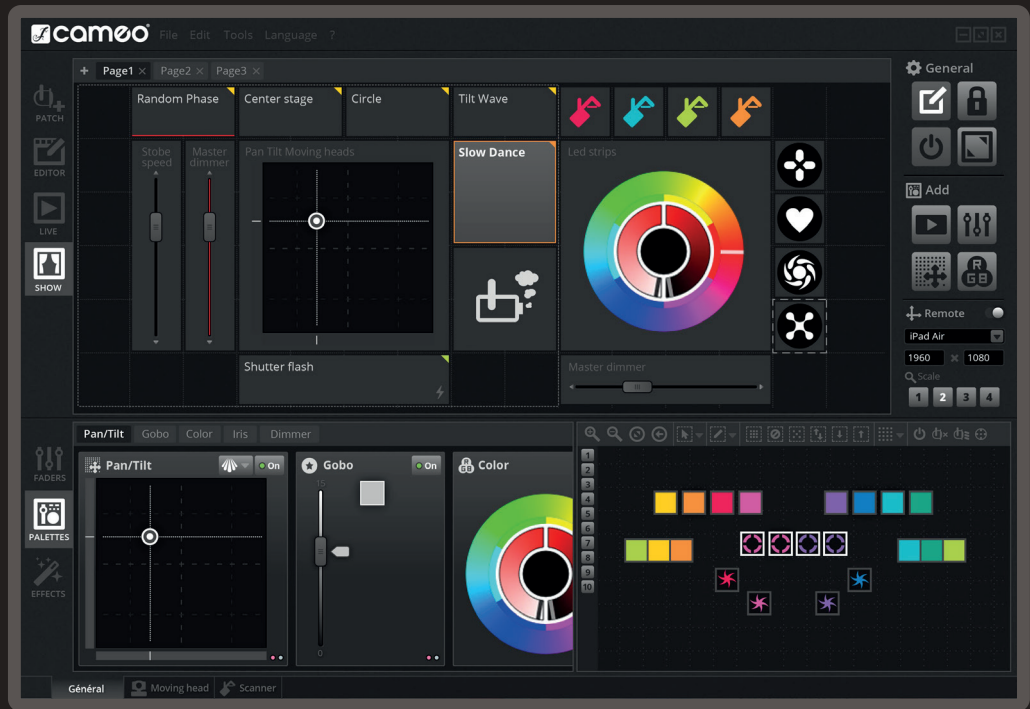 cameo File Edit Tools Language ?
+ Page1 × Page2 × Page3 ×
General
PATCH
EDITOR
LIVE
SHOW
Random Phase
Center stage
Circle
Tilt Wave
Stobe speed
Master dimmer
Pan Tilt Moving heads
Slow Dance
Led strips
Shutter flash
Master dimmer
Add
R
G B
Remote
iPad Air
1960 × 1080
Scale
1 2 3 4
FADERS
PALETTES
EFFECTS
Pan/Tilt Gobo Color Iris Dimmer
Pan/Tilt On
Gobo On
15
0
R
G B
Color
1
2
3
4
5
6
7
8
9
10
Général Moving head Scanner